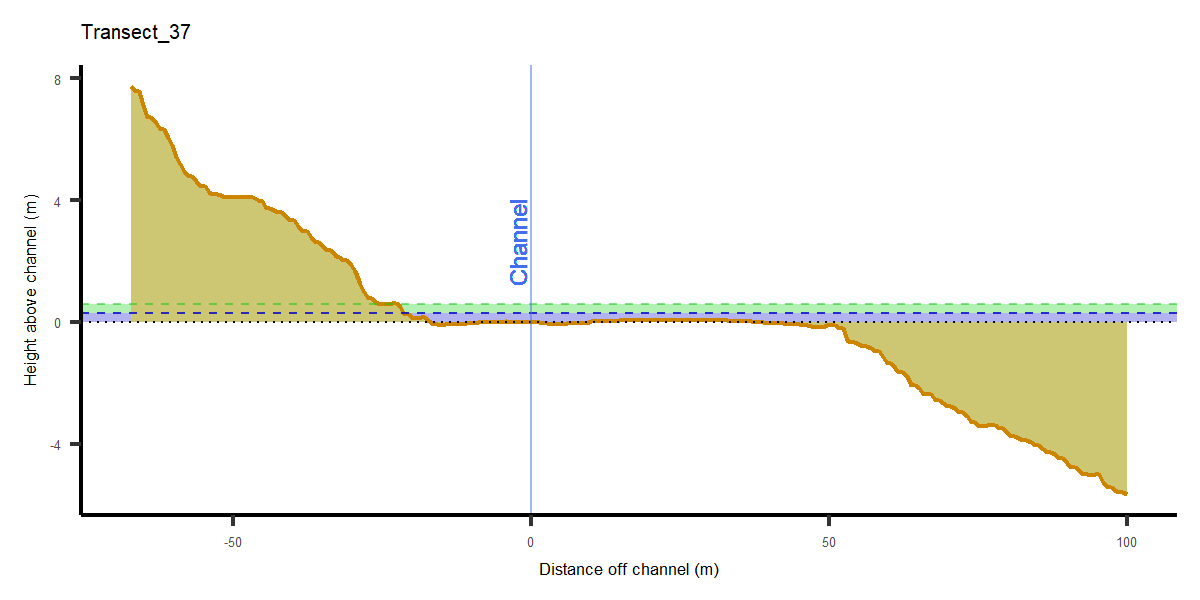 Transect_37
8
4
0
-4
Height above channel (m)
Channel
-50
0
50
100
Distance off channel (m)